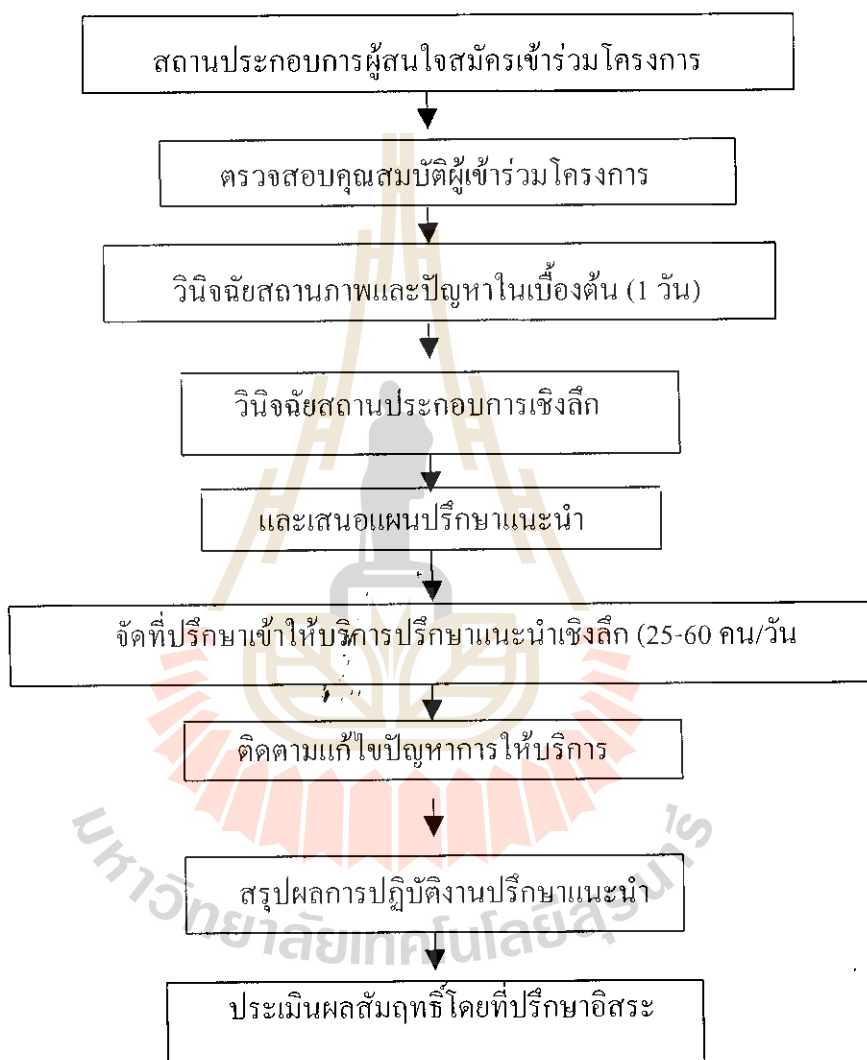 สถานประกอบการผู้สนใจสมัครเข้าร่วมโครงการ
ตรวจสอบคุณสมบัติผู้เข้าร่วมโครงการ
วินิจฉัยสถานภาพและปัญหาในเบื้องต้น (1 วัน)
วินิจฉัยสถานประกอบการเชิงลึก
และเสนอแผนปรึกษาแนะนำ
จัดที่ปรึกษาเข้าให้บริการปรึกษาแนะนำเชิงลึก (25-60 คน/วัน
ติดตามแก้ไขปัญหาการให้บริการ
สรุปผลการปฏิบัติงานปรึกษาแนะนำ
มหาวิทยาลัยเทคโนโลยีสุรนารี
ประเมินผลสัมฤทธิ์โดยที่ปรึกษาอิสระ